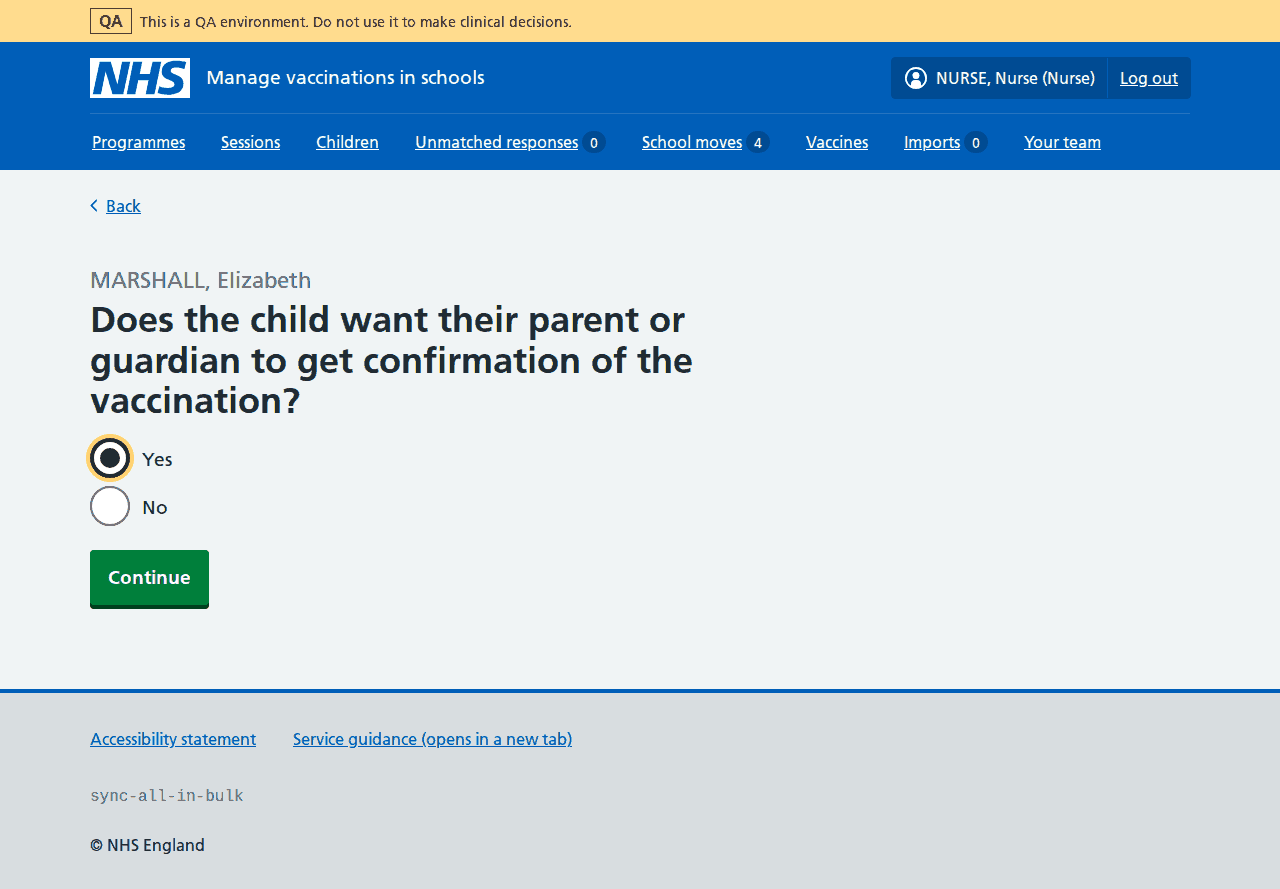 QA This is a QA environment. Do not use it to make clinical decisions.
NHS Manage vaccinations in schools NURSE, Nurse (Nurse) Log out
Programmes Sessions Children Unmatched responses 0 School moves 4 Vaccines Imports 0 Your team
Back
MARSHALL, Elizabeth
Does the child want their parent or
guardian to get confirmation of the
vaccination?
Yes
No
Continue
Accessibility statement Service guidance (opens in a new tab)
sync-all-in-bulk
© NHS England